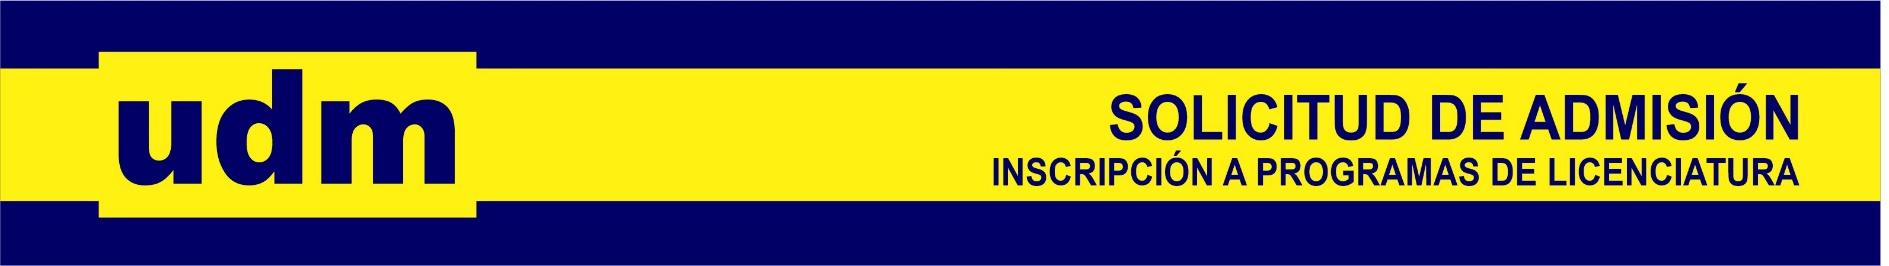 udm
SOLICITUD DE ADMISIÓN
INSCRIPCIÓN A PROGRAMAS DE LICENCIATURA